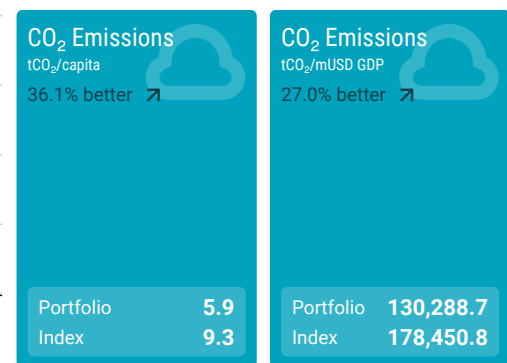 CO₂ Emissions
tCO₂/capita
36.1% better
Portfolio 5.9
Index 9.3
CO₂ Emissions
tCO₂/mUSD GDP
27.0% better
Portfolio 130,288.7
Index 178,450.8